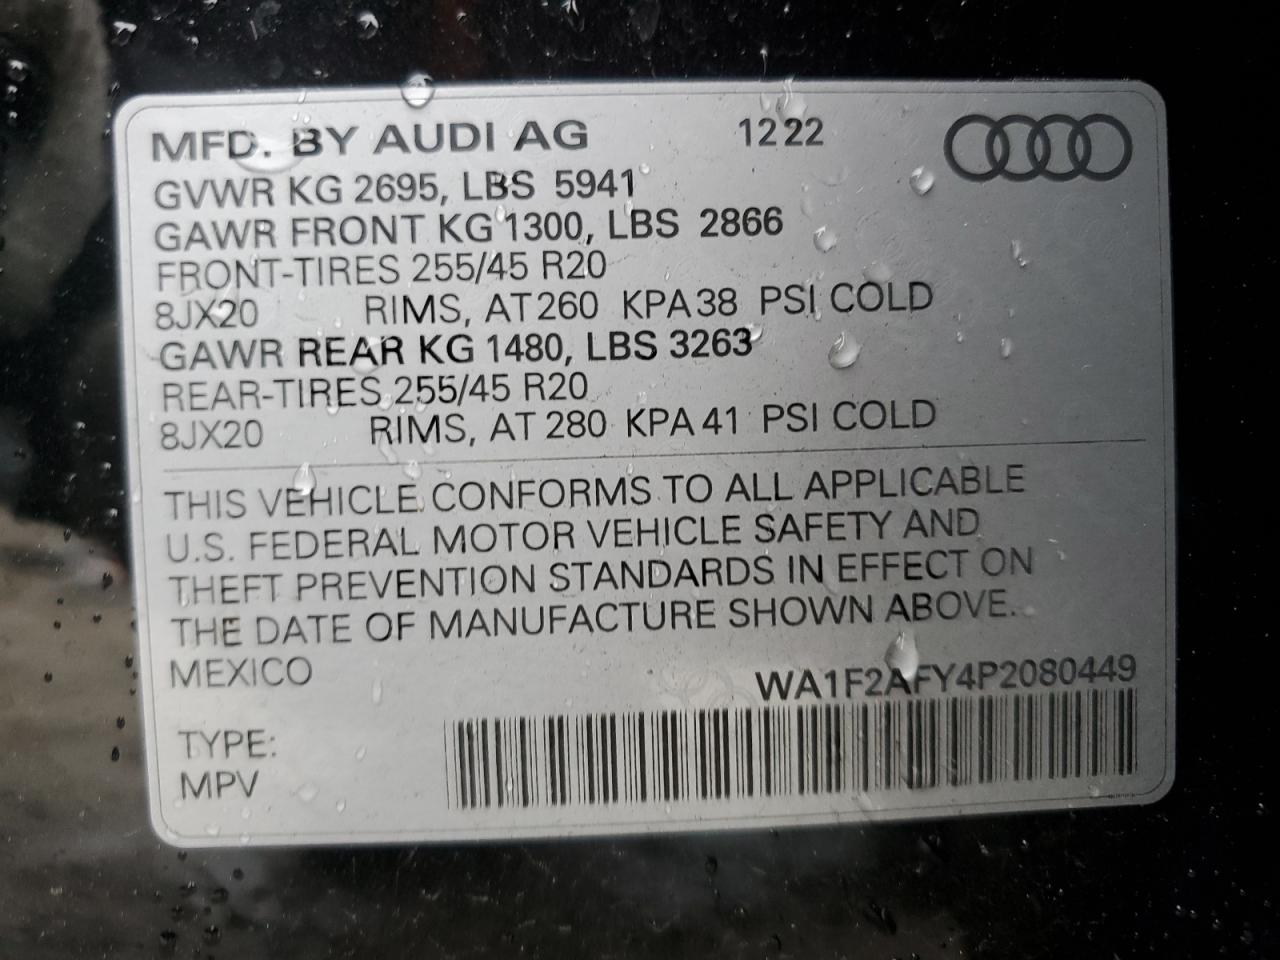 MFD. BY AUDI AG 1222
GVWR KG 2695, LBS 5941
GAWR FRONT KG 1300, LBS 2866
FRONT-TIRES 255/45 R20
8JX20 RIMS, AT 260 KPA 38 PSI COLD
GAWR REAR KG 1480, LBS 3263
REAR-TIRES 255/45 R20
8JX20 RIMS, AT 280 KPA 41 PSI COLD
THIS VEHICLE CONFORMS TO ALL APPLICABLE
U.S. FEDERAL MOTOR VEHICLE SAFETY AND
THEFT PREVENTION STANDARDS IN EFFECT ON
THE DATE OF MANUFACTURE SHOWN ABOVE.
MEXICO
WA1F2AFY4P2080449
TYPE:
MPV